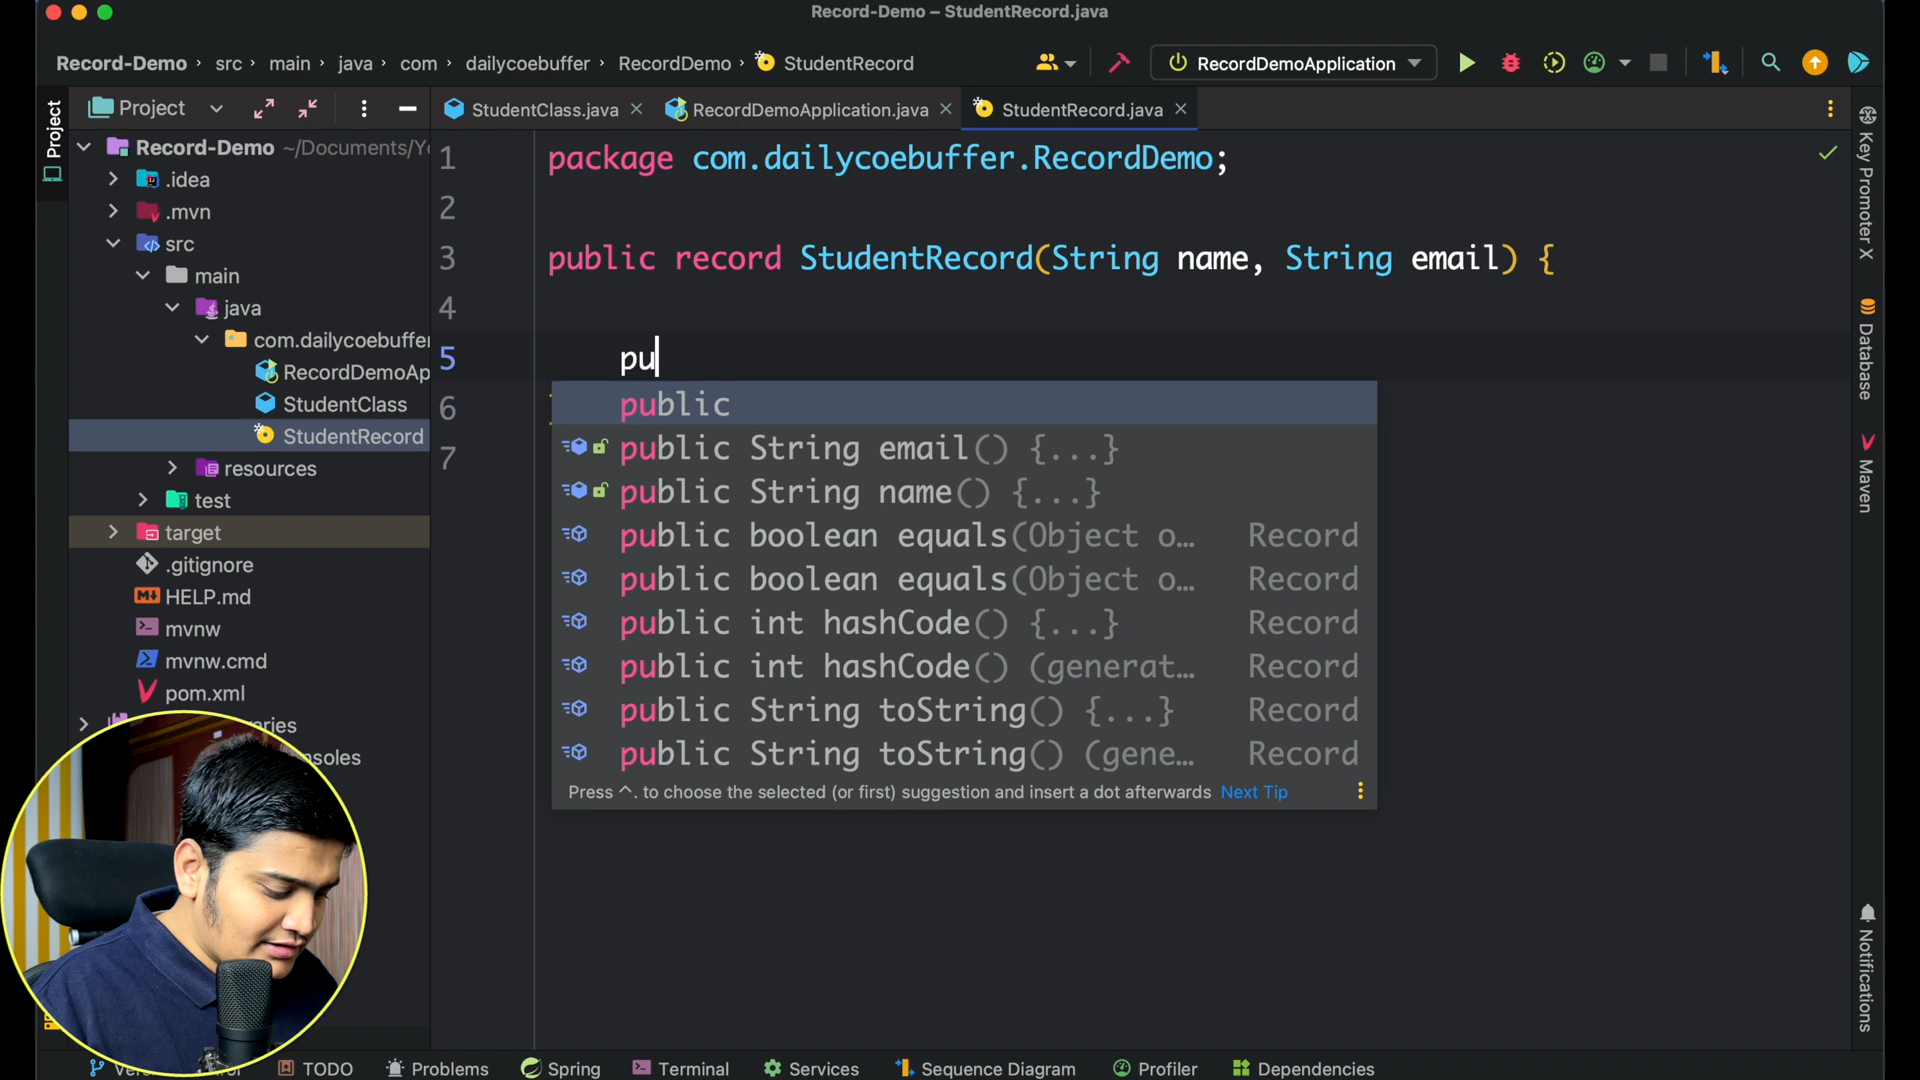 Record-Demo – StudentRecord.java
Record-Demo › src › main › java › com › dailycoebuffer › RecordDemo › StudentRecord
RecordDemoApplication
Project
StudentClass.java
RecordDemoApplication.java
StudentRecord.java
Project
Record-Demo ~/Documents/Yo
.idea
.mvn
src
main
java
com.dailycoebuffer
RecordDemoAp
StudentClass
StudentRecord
resources
test
target
.gitignore
HELP.md
mvnw
mvnw.cmd
pom.xml
1 package com.dailycoebuffer.RecordDemo;
2
3 public record StudentRecord(String name, String email) {
4
5 pu
6
7
public
public String email() {...}
public String name() {...}
public boolean equals(Object o… Record
public boolean equals(Object o… Record
public int hashCode() {...} Record
public int hashCode() (generat… Record
public String toString() {...} Record
public String toString() (gene… Record
Press ^. to choose the selected (or first) suggestion and insert a dot afterwards Next Tip
Key Promoter X
Database
Maven
Notifications
TODO
Problems
Spring
Terminal
Services
Sequence Diagram
Profiler
Dependencies